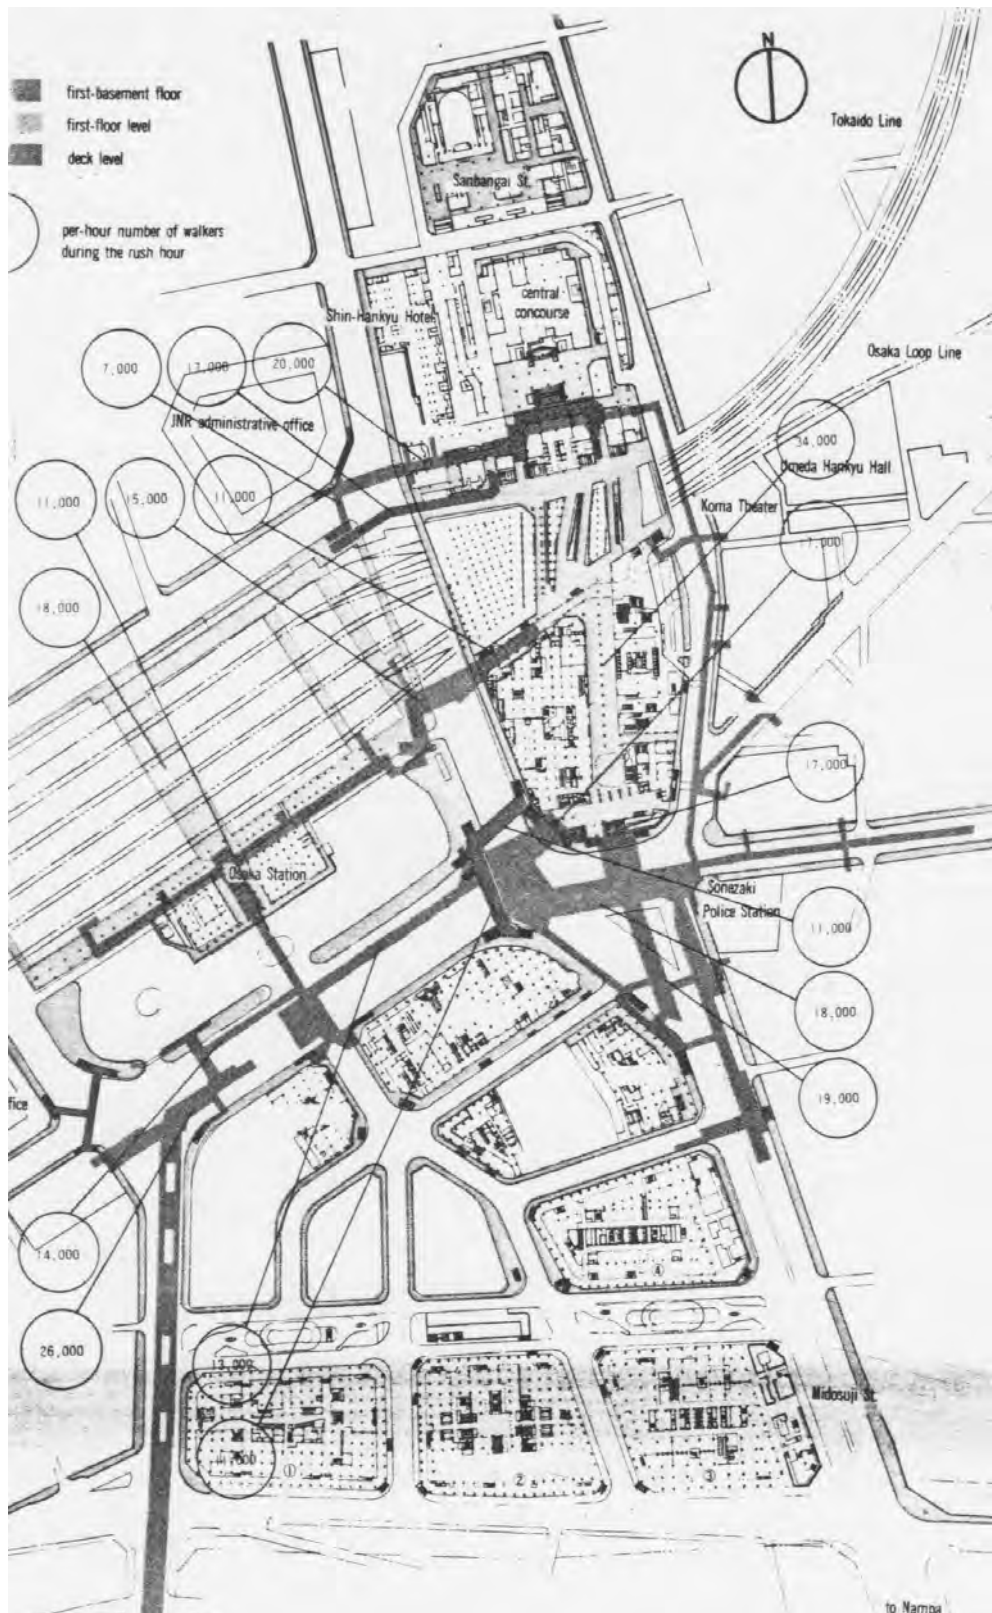 N
first-basement floor
first-floor level
deck level
Tokaido Line
Sanbangai St.
per-hour number of walkers
during the rush hour
central
concourse
Shin-Hankyu Hotel
Osaka Loop Line
7,000
20,000
JNR administrative office
34,000
Umeda Hankyu Hall
11,000
15,000
11,000
Koma Theater
17,000
18,000
17,000
Osaka Station
Sonezaki
Police Station
11,000
18,000
19,000
14,000
④
26,000
13,000
Midosuji St.
①
②
③
to Nampa